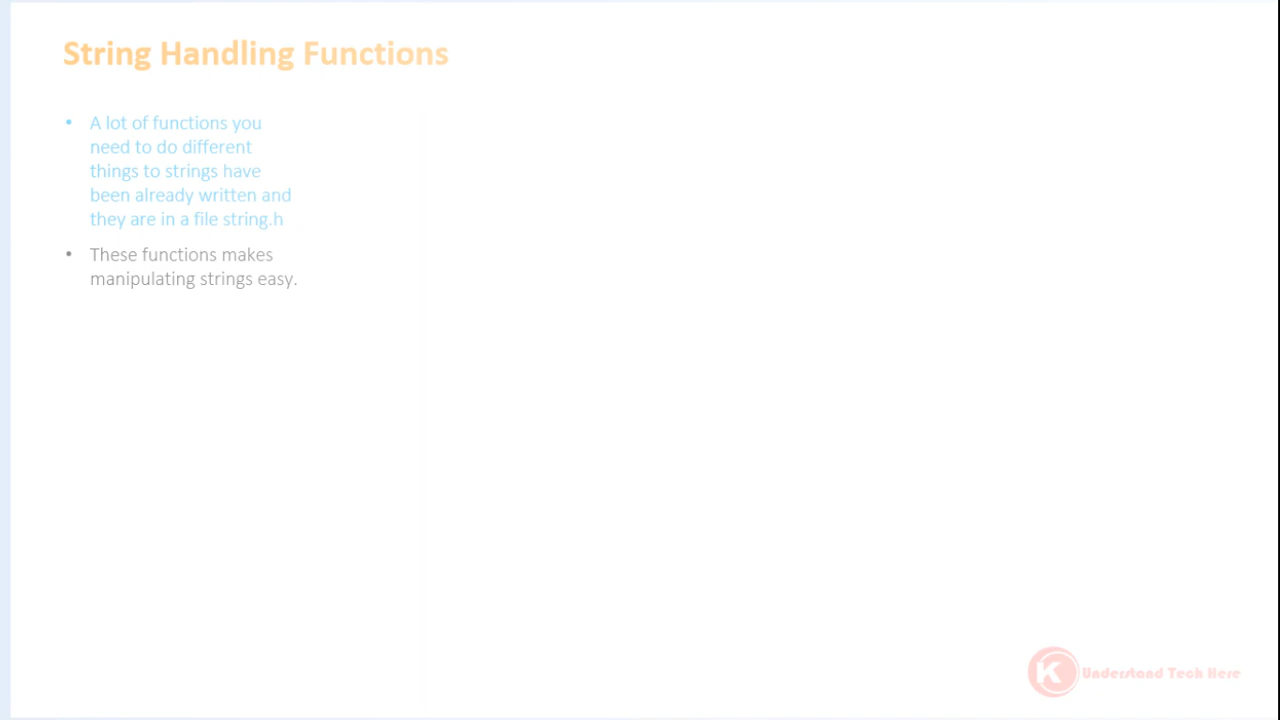 String Handling Functions
• A lot of functions you
need to do different
things to strings have
been already written and
they are in a file string.h
• These functions makes
manipulating strings easy.
K Understand Tech Here